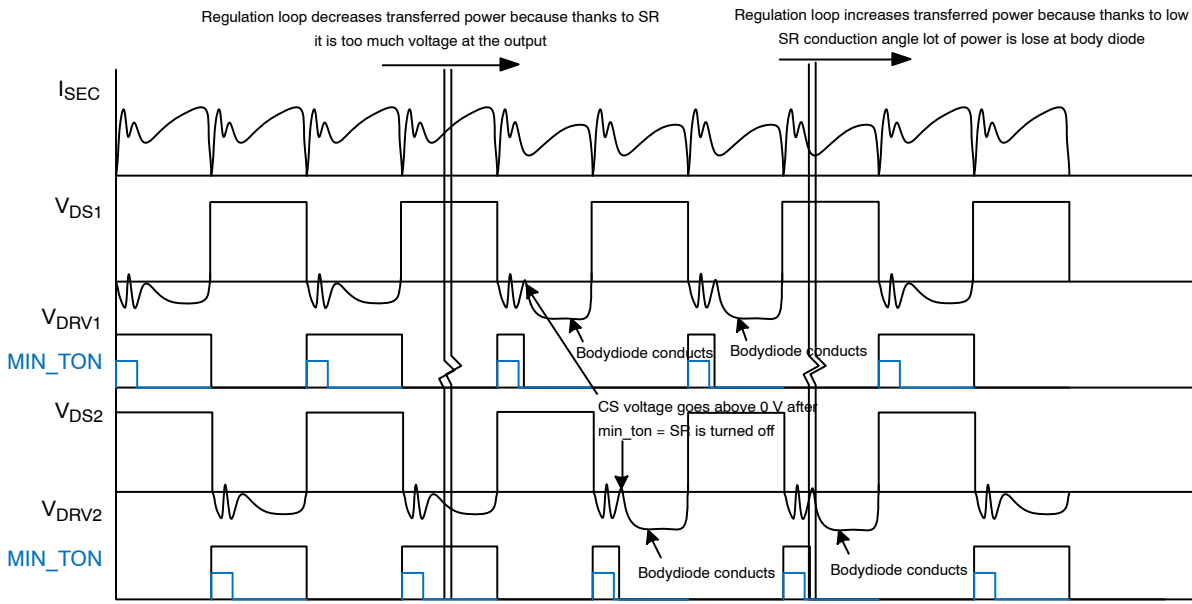 Regulation loop decreases transferred power because thanks to SR
it is too much voltage at the output
Regulation loop increases transferred power because thanks to low
SR conduction angle lot of power is lose at body diode
ISEC
VDS1
VDRV1
MIN_TON
Bodydiode conducts
Bodydiode conducts
CS voltage goes above 0 V after
min_ton = SR is turned off
VDS2
VDRV2
MIN_TON
Bodydiode conducts
Bodydiode conducts